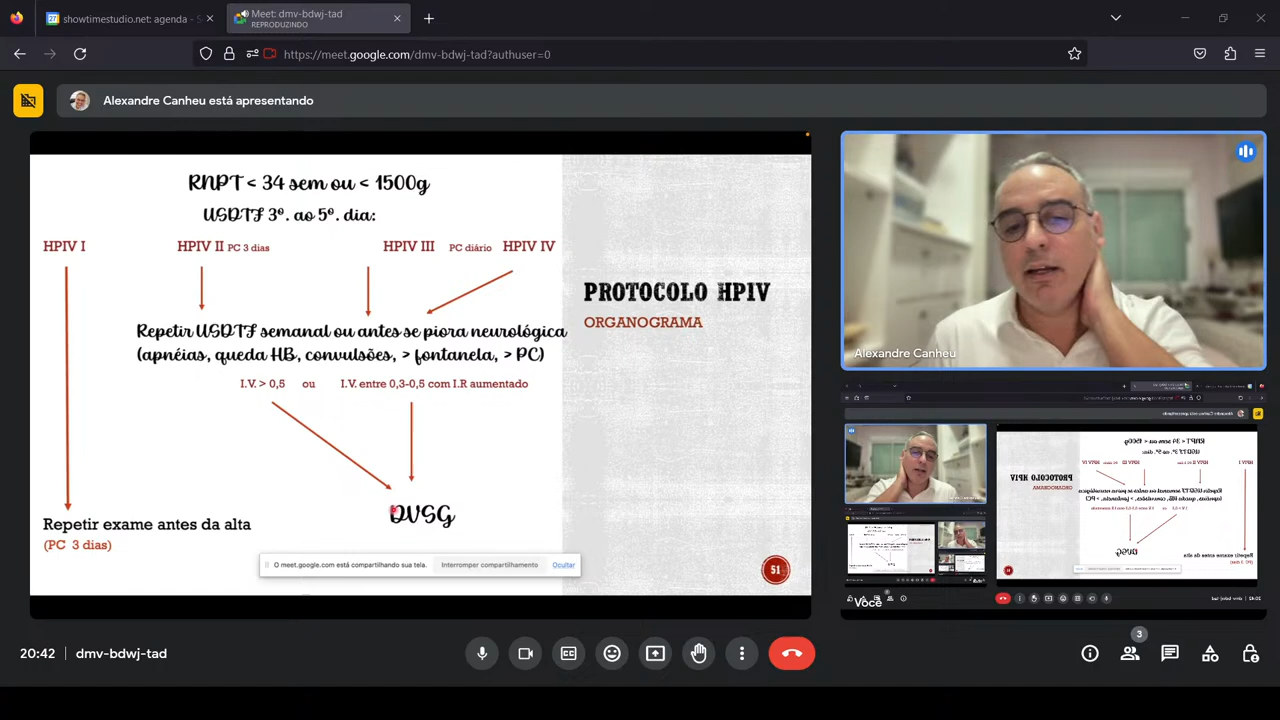 showtimestudio.net: agenda - S
Meet: dmv-bdwj-tad
REPRODUZINDO
https://meet.google.com/dmv-bdwj-tad?authuser=0
Alexandre Canheu está apresentando
RNPT < 34 sem ou < 1500g
USDTF 3º. ao 5º. dia:
HPIV I HPIV II PC 3 dias HPIV III PC diário HPIV IV
Repetir USDTF semanal ou antes se piora neurológica
(apnéias, queda HB, convulsões, > fontanela, > PC)
I.V. > 0,5 ou I.V. entre 0,3-0,5 com I.R aumentado
DVSG
Repetir exame antes da alta
(PC 3 dias)
PROTOCOLO HPIV
ORGANOGRAMA
51
O meet.google.com está compartilhando sua tela. Interromper compartilhamento Ocultar
Alexandre Canheu
Você
20:42 dmv-bdwj-tad
3